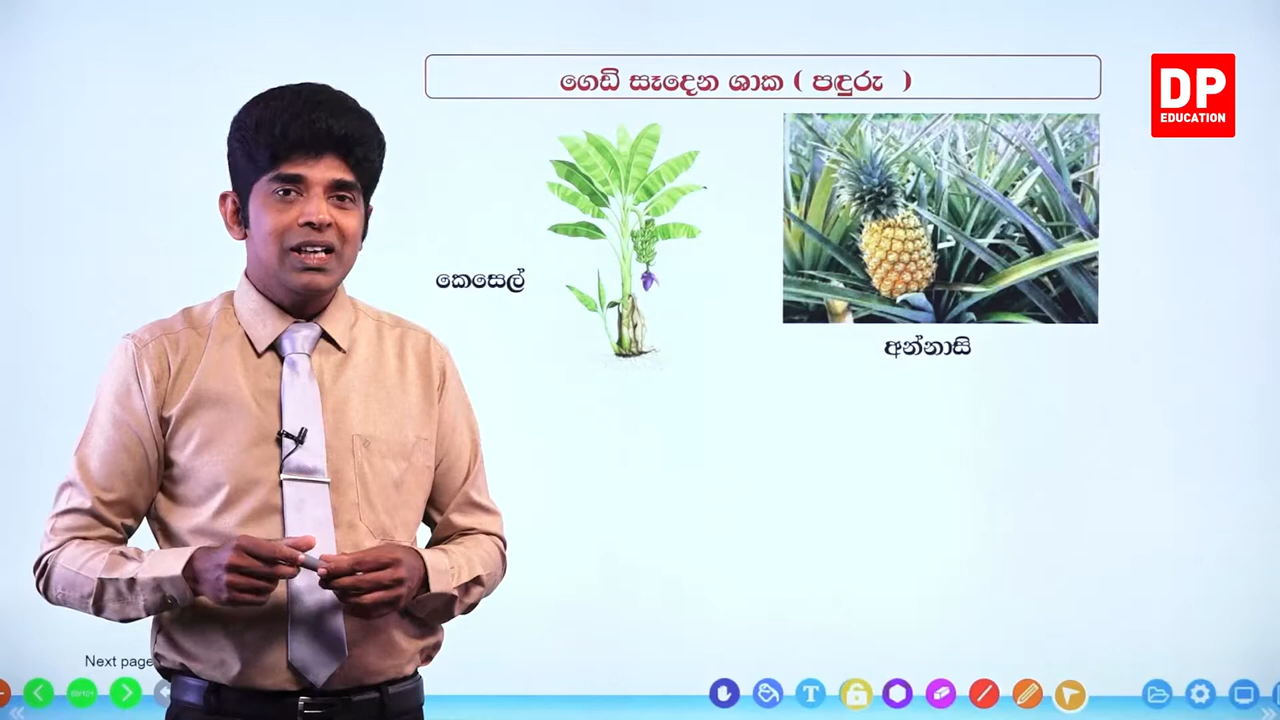 ගෙඩි සෑදෙන ශාක ( පඳුරු )
DP
EDUCATION
කෙසෙල්
අන්නාසි
Next page